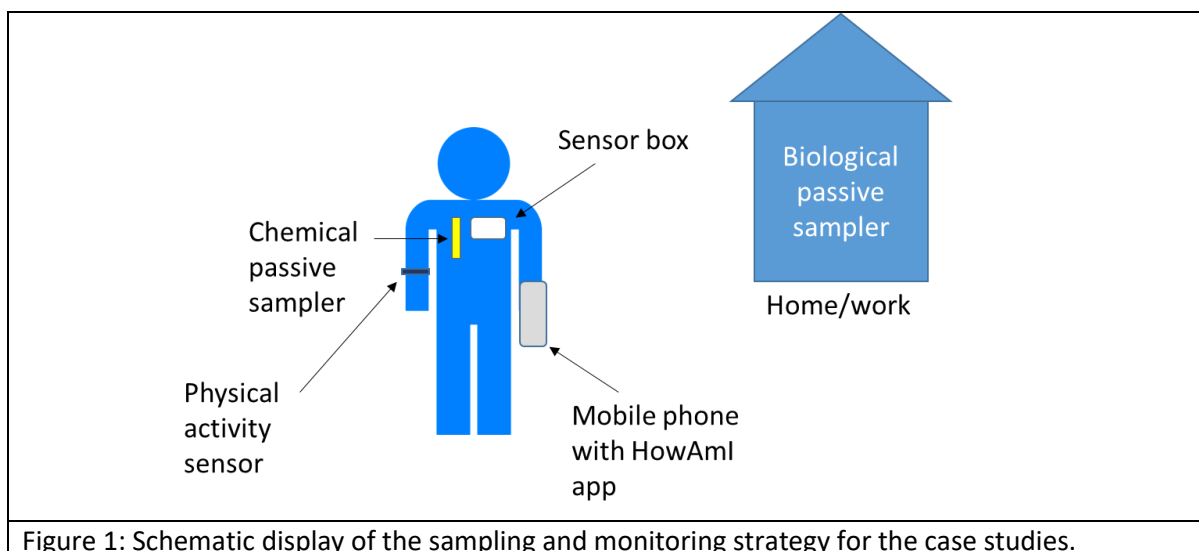 Sensor box
Biological
passive
sampler
Chemical
passive
sampler
Home/work
Physical
activity
sensor
Mobile phone
with HowAmI
app
Figure 1: Schematic display of the sampling and monitoring strategy for the case studies.